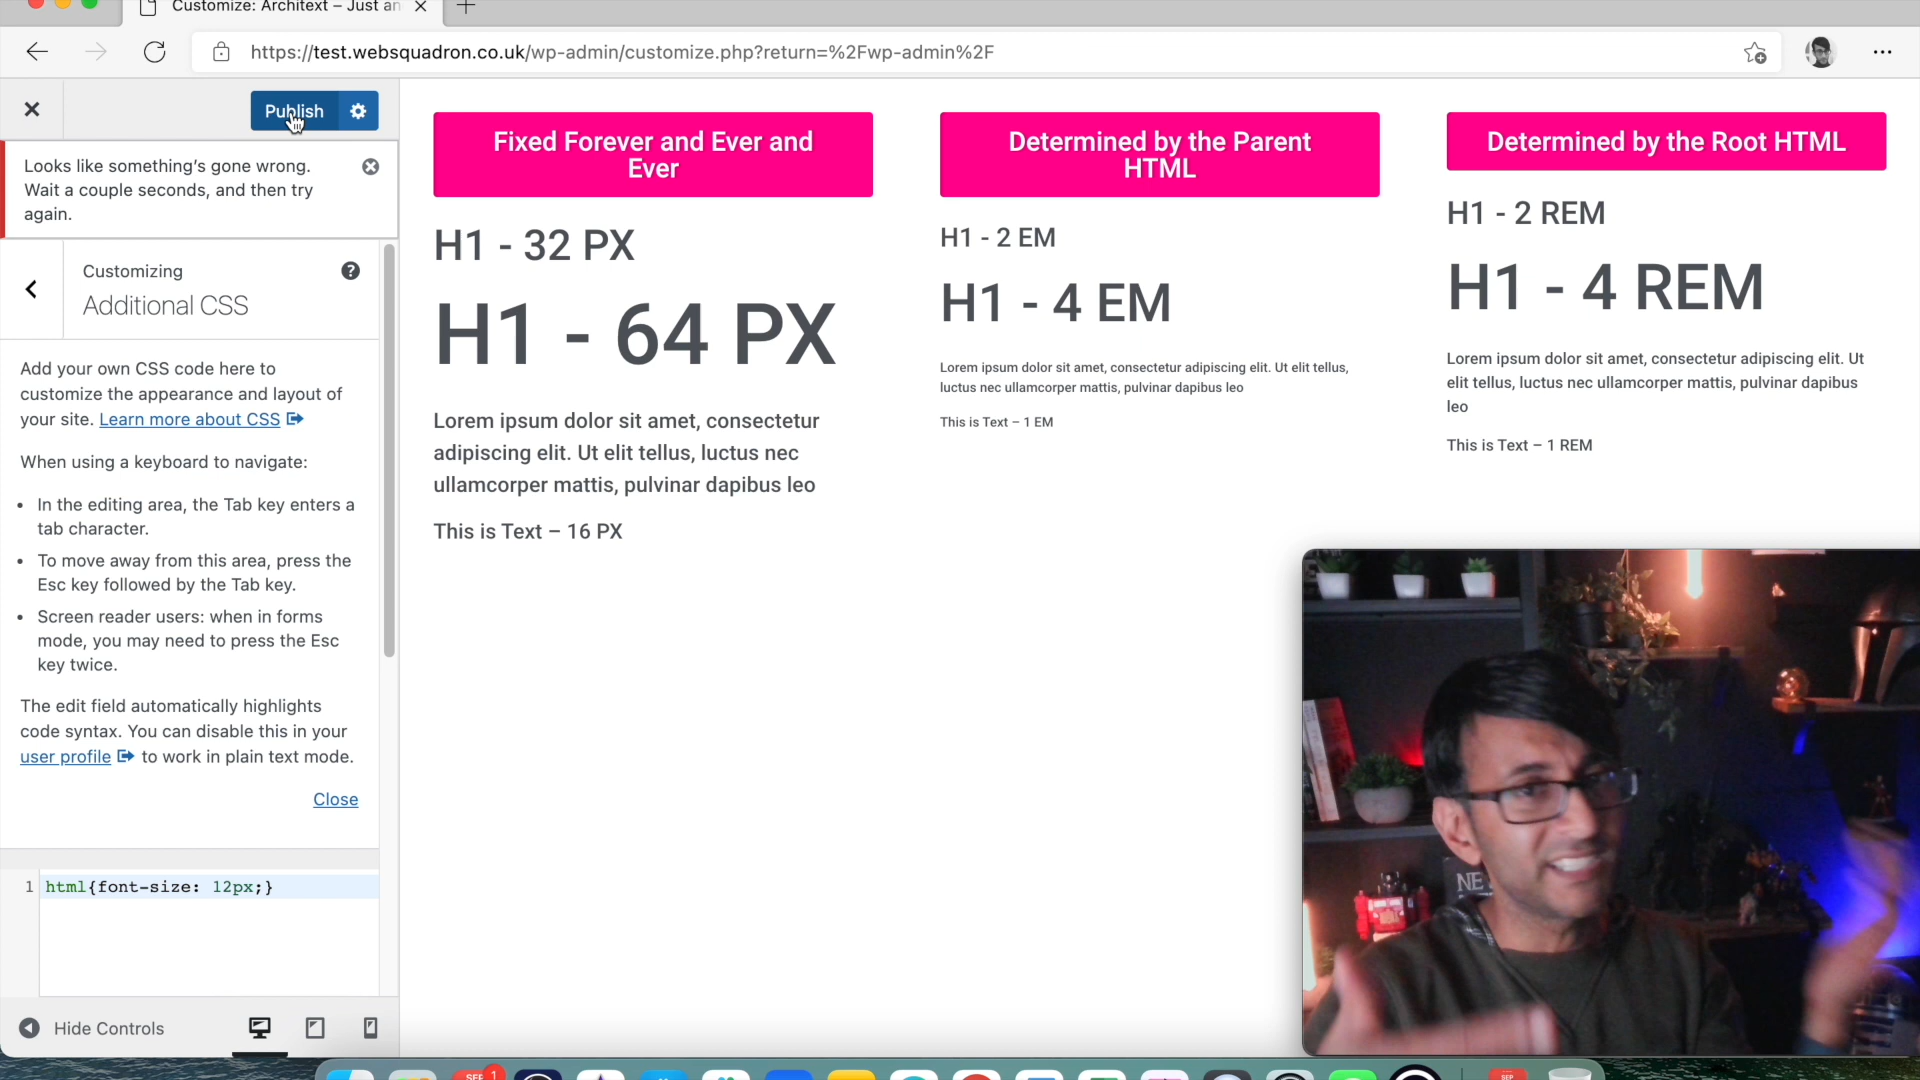 Customize: Architext – Just an
https://test.websquadron.co.uk/wp-admin/customize.php?return=%2Fwp-admin%2F
Publish
Looks like something's gone wrong.
Wait a couple seconds, and then try
again.
Customizing
Additional CSS
Add your own CSS code here to
customize the appearance and layout of
your site. Learn more about CSS
When using a keyboard to navigate:
• In the editing area, the Tab key enters a
tab character.
• To move away from this area, press the
Esc key followed by the Tab key.
• Screen reader users: when in forms
mode, you may need to press the Esc
key twice.
The edit field automatically highlights
code syntax. You can disable this in your
user profile to work in plain text mode.
Close
1 html{font-size: 12px;}
Hide Controls
Fixed Forever and Ever and
Ever
H1 - 32 PX
H1 - 64 PX
Lorem ipsum dolor sit amet, consectetur
adipiscing elit. Ut elit tellus, luctus nec
ullamcorper mattis, pulvinar dapibus leo
This is Text – 16 PX
Determined by the Parent
HTML
H1 - 2 EM
H1 - 4 EM
Lorem ipsum dolor sit amet, consectetur adipiscing elit. Ut elit tellus,
luctus nec ullamcorper mattis, pulvinar dapibus leo
This is Text – 1 EM
Determined by the Root HTML
H1 - 2 REM
H1 - 4 REM
Lorem ipsum dolor sit amet, consectetur adipiscing elit. Ut
elit tellus, luctus nec ullamcorper mattis, pulvinar dapibus
leo
This is Text – 1 REM
NE
SEP 1
SEP